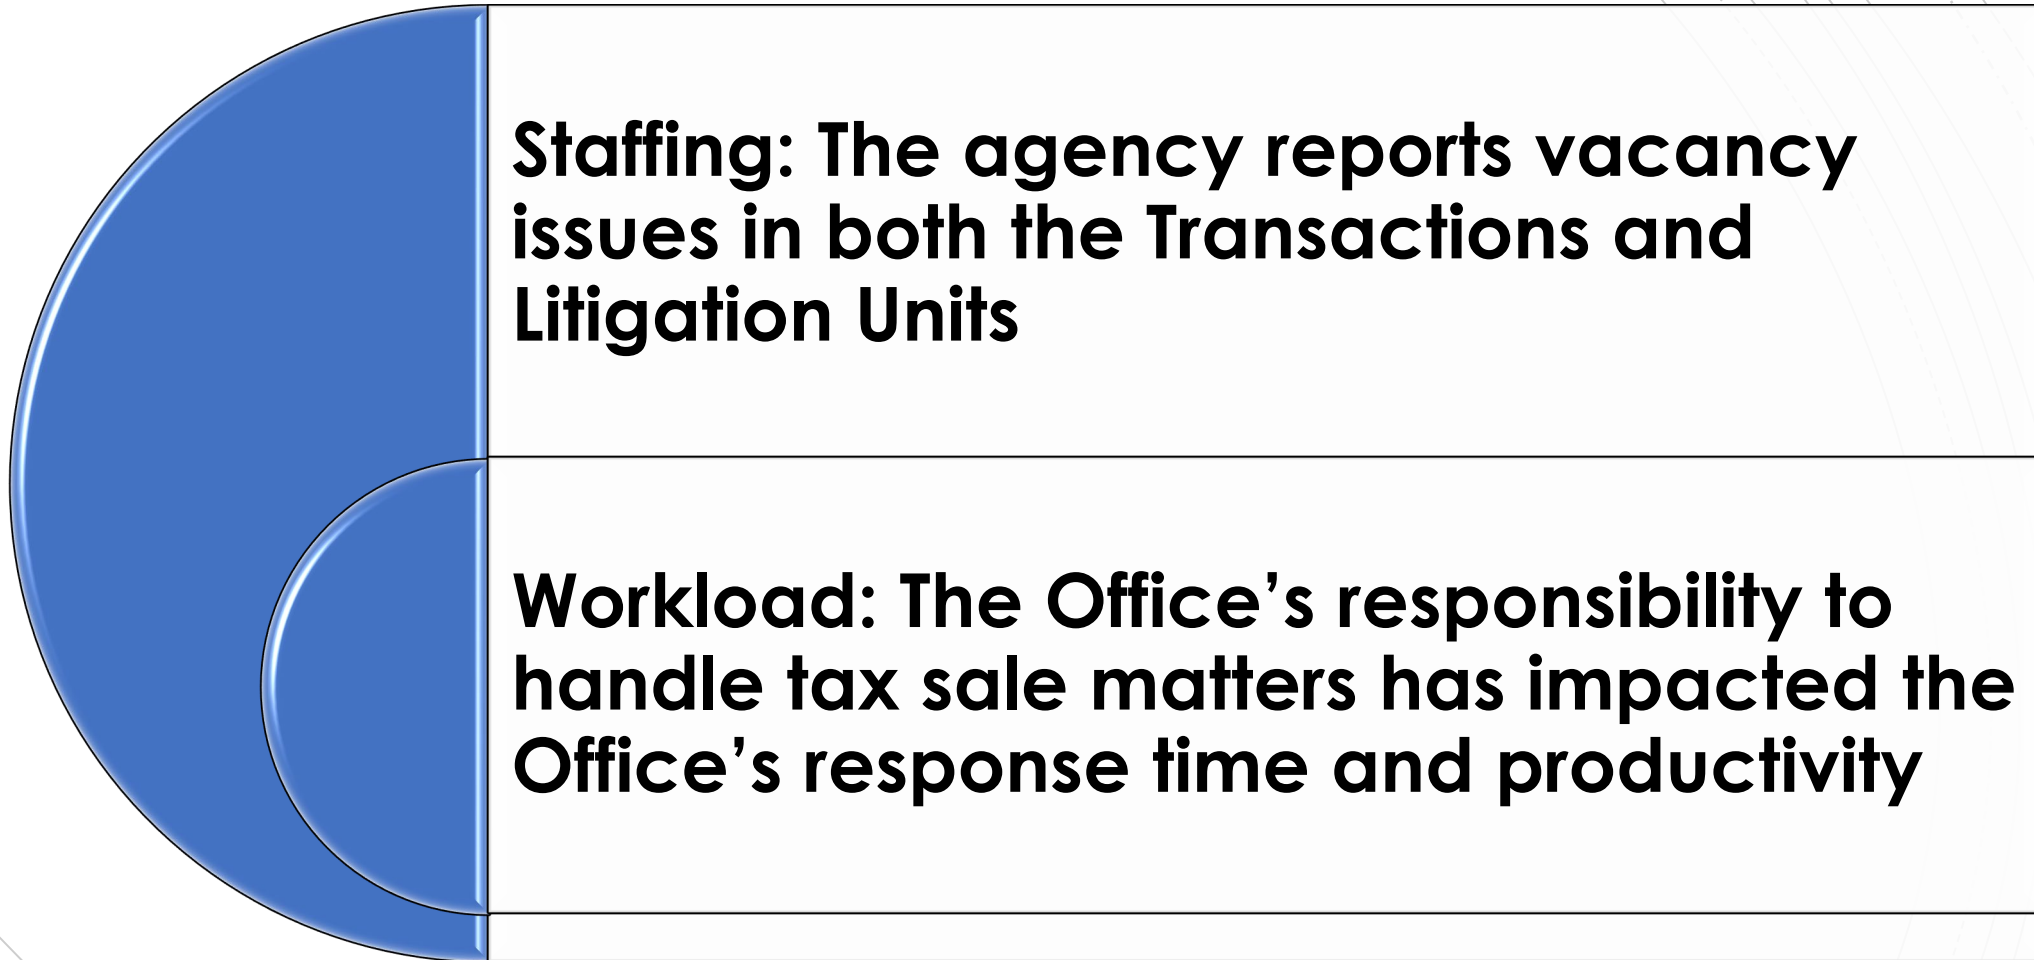 Staffing: The agency reports vacancy
issues in both the Transactions and
Litigation Units
Workload: The Office’s responsibility to
handle tax sale matters has impacted the
Office’s response time and productivity